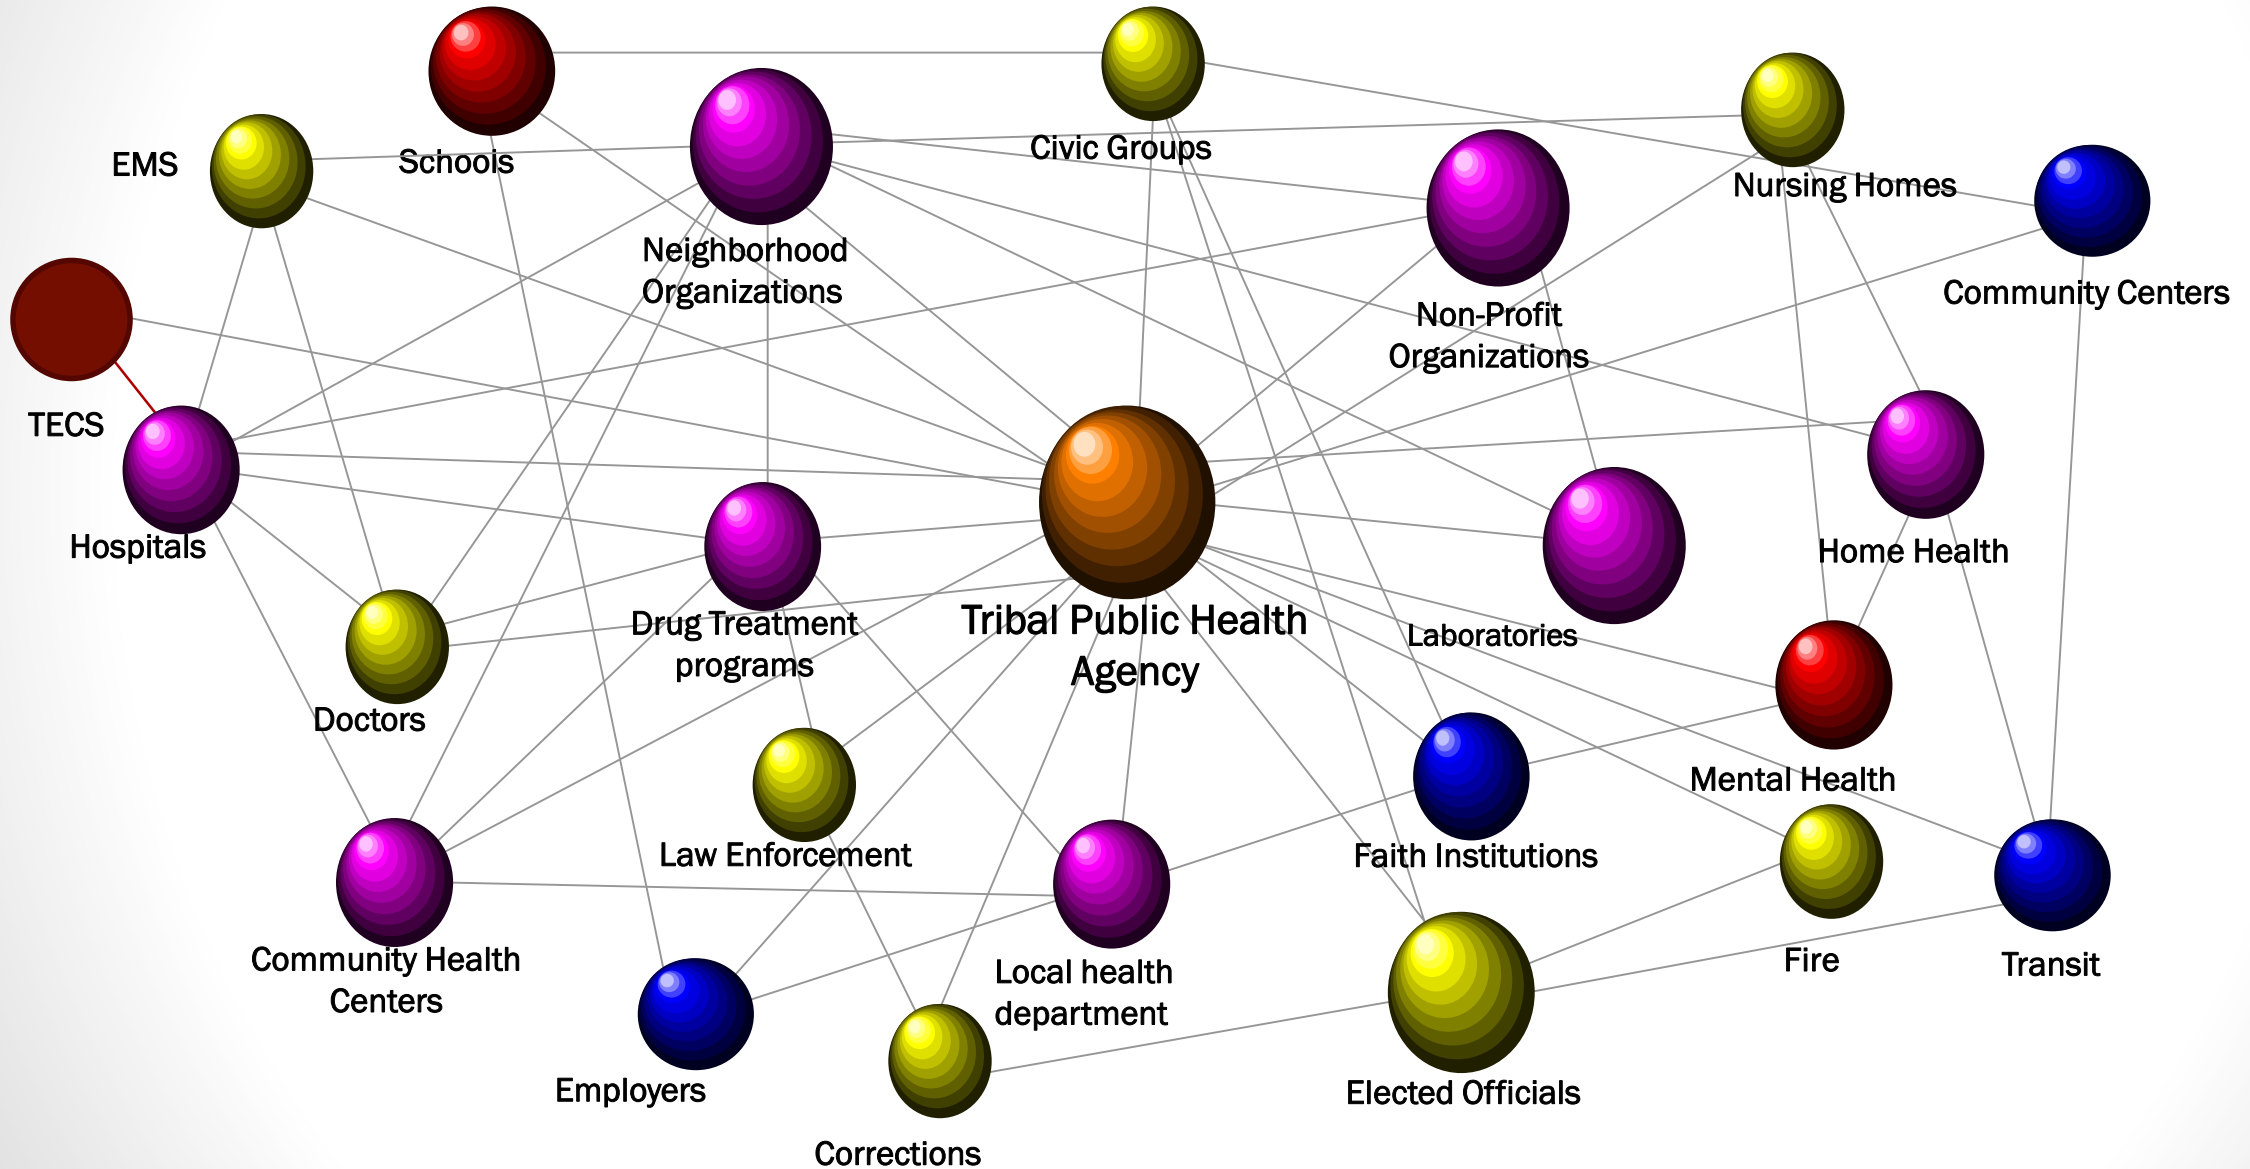 EMS
Schools
Civic Groups
Nursing Homes
Neighborhood
Organizations
Community Centers
Non-Profit
Organizations
TECS
Hospitals
Home Health
Drug Treatment
programs
Tribal Public Health
Agency
Laboratories
Doctors
Mental Health
Law Enforcement
Faith Institutions
Community Health
Centers
Local health
department
Fire
Transit
Employers
Elected Officials
Corrections